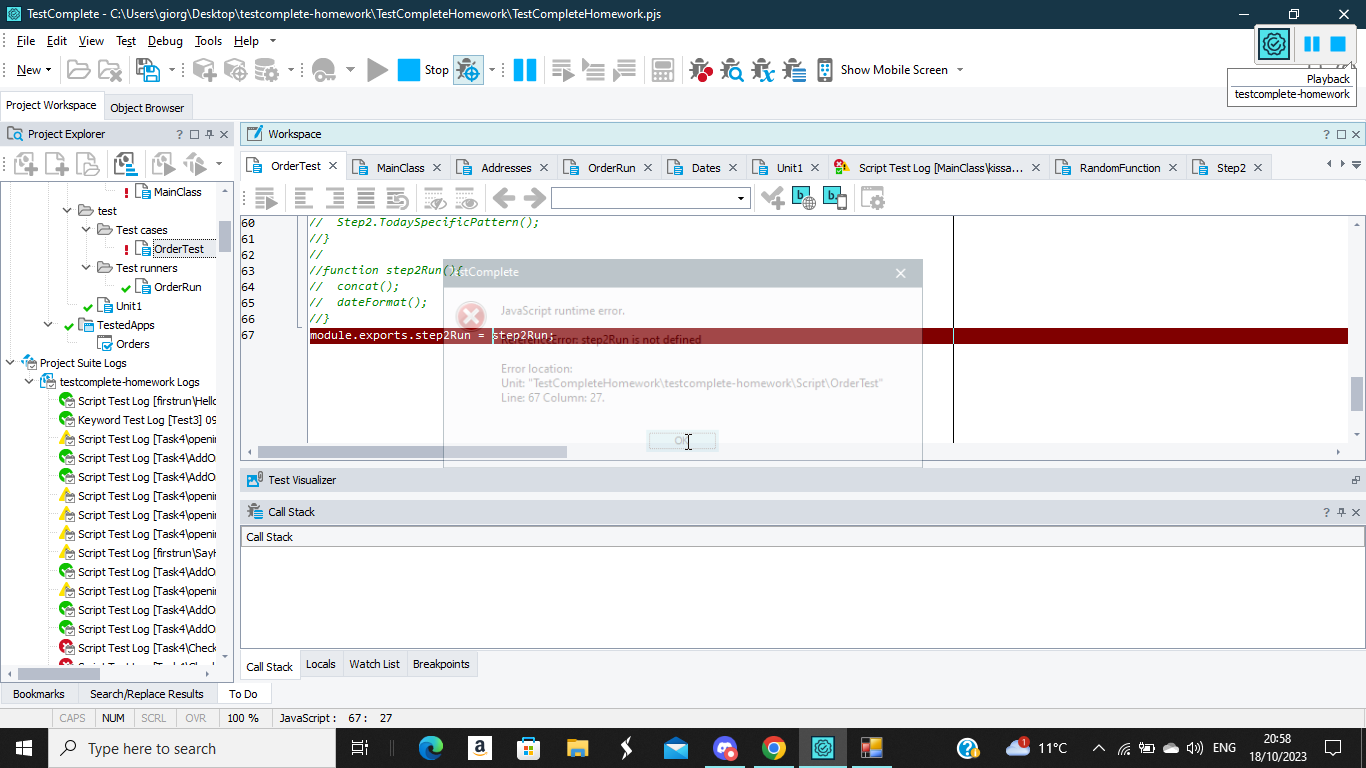 TestComplete - C:\Users\giorg\Desktop\testcomplete-homework\TestCompleteHomework\TestCompleteHomework.pjs
File Edit View Test Debug Tools Help
New Stop Show Mobile Screen
Playback
testcomplete-homework
Project Workspace Object Browser
Project Explorer
Workspace
OrderTest MainClass Addresses OrderRun Dates Unit1 Script Test Log [MainClass\kissa... RandomFunction Step2
MainClass
test
Test cases
OrderTest
Test runners
OrderRun
Unit1
TestedApps
Orders
Project Suite Logs
testcomplete-homework Logs
Script Test Log [firstrun\Hello
Keyword Test Log [Test3] 09
Script Test Log [Task4\openi
Script Test Log [Task4\AddO
Script Test Log [Task4\AddO
Script Test Log [Task4\openi
Script Test Log [Task4\openi
Script Test Log [Task4\openi
Script Test Log [firstrun\SayH
Script Test Log [Task4\AddO
Script Test Log [Task4\openi
Script Test Log [Task4\AddO
Script Test Log [Task4\AddO
Script Test Log [Task4\Check
60 // Step2.TodaySpecificPattern();
61 //}
62 //
63 //function step2Run(){
64 // concat();
65 // dateFormat();
66 //}
67 module.exports.step2Run = step2Run;
TestComplete
JavaScript runtime error.
ReferenceError: step2Run is not defined
Error location:
Unit: "TestCompleteHomework\testcomplete-homework\Script\OrderTest"
Line: 67 Column: 27.
OK
Test Visualizer
Call Stack
Call Stack
Call Stack Locals Watch List Breakpoints
Bookmarks Search/Replace Results To Do
CAPS NUM SCRL OVR 100 % JavaScript : 67 : 27
Type here to search
1 11°C ENG
20:58
18/10/2023